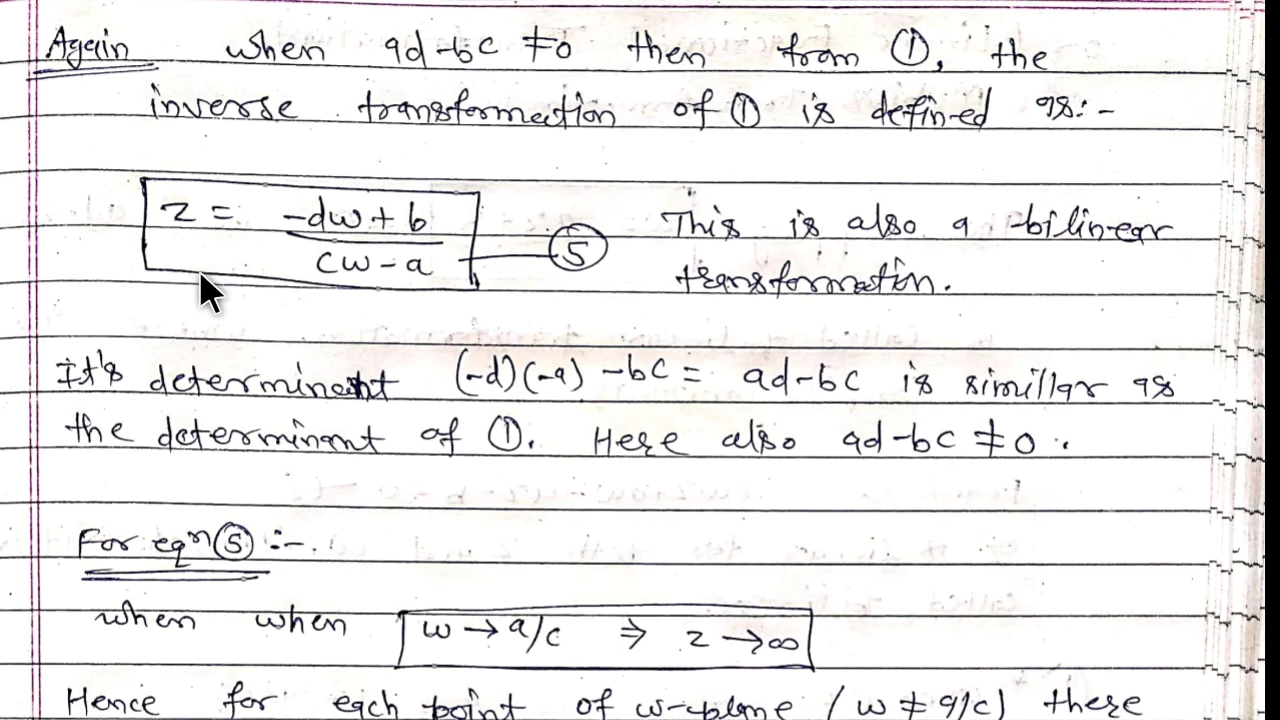 Again when ad-bc ≠0 then from ①, the
inverse transformation of ① is defined as:-
z = -dw+b / cw-a — ⑤ This is also a bilinear
transformation.
It's determinant (-d)(-a) -bc = ad-bc is simillar as
the determinant of ①. Here also ad-bc ≠0.
For eqn ⑤ :-
when when w→a/c ⇒ z→∞
Hence for each point of w-plane (w ≠ a/c) there